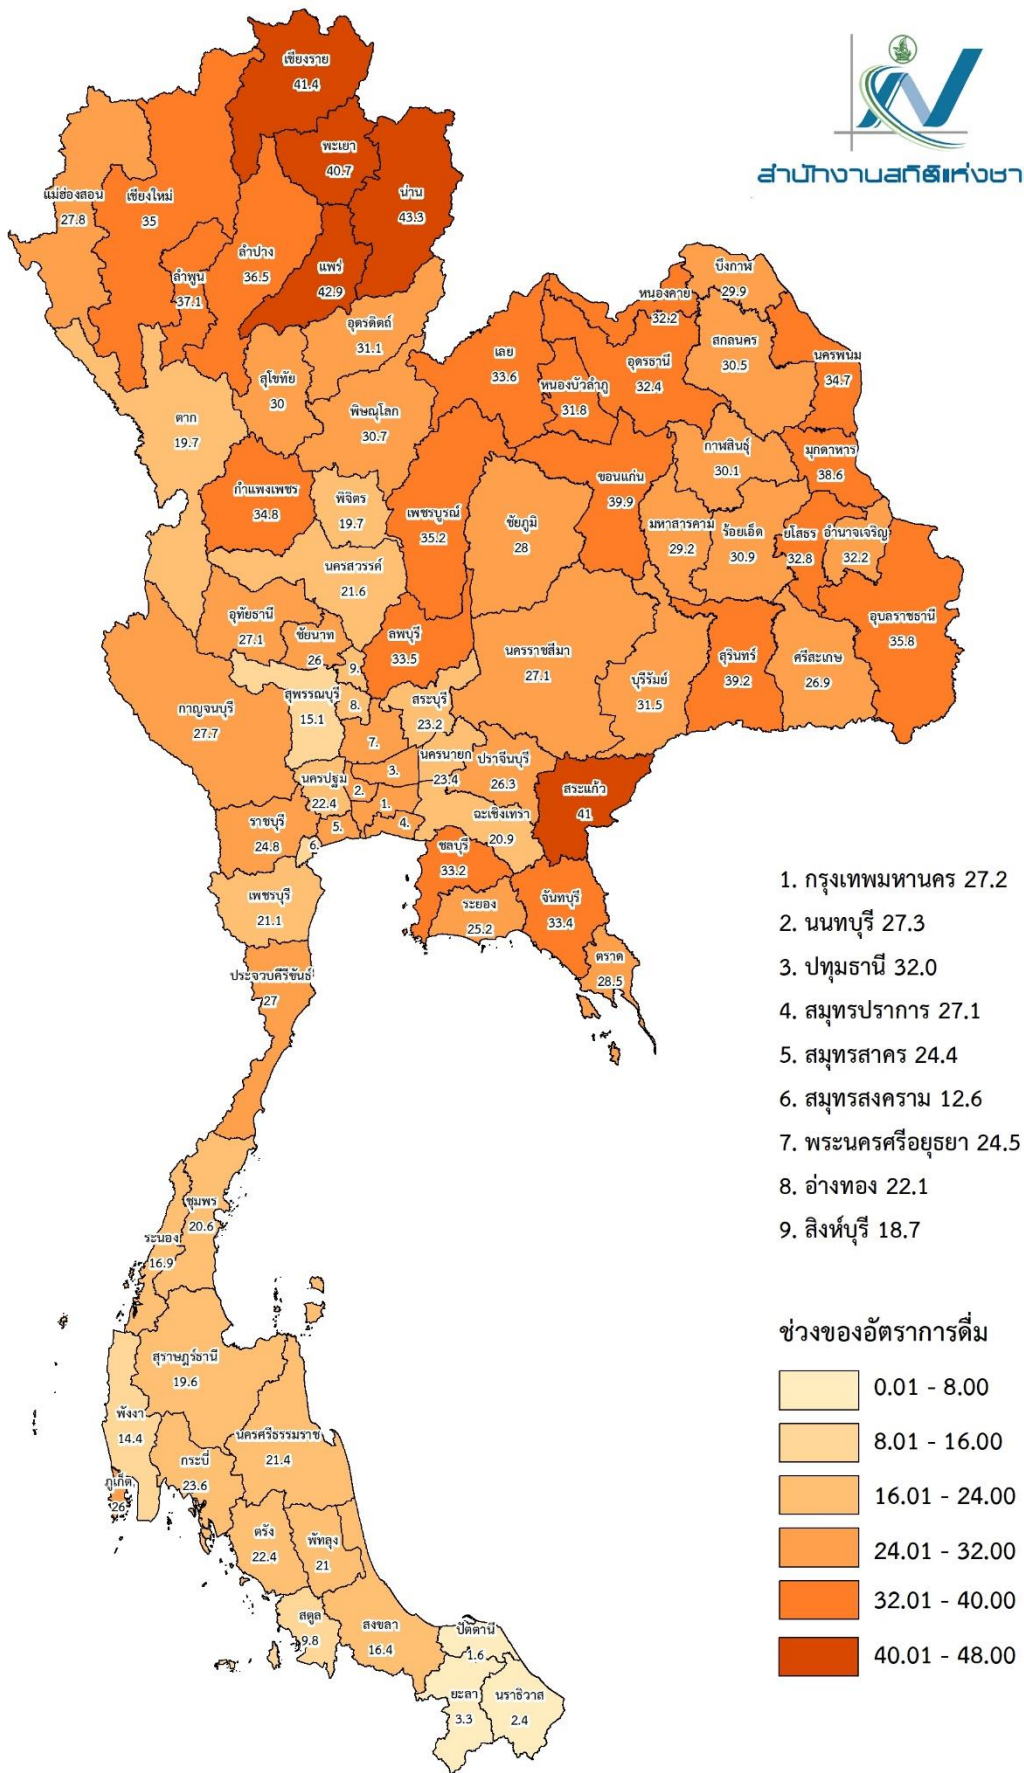 สำนักงานสถิติแห่งชา
เชียงราย
41.4
พะเยา
40.7
น่าน
43.3
แม่ฮ่องสอน
27.8
เชียงใหม่
35
ลำปาง
36.5
แพร่
42.9
ลำพูน
37.1
บึงกาฬ
29.9
หนองคาย
32.2
อุตรดิตถ์
31.1
เลย
33.6
อุดรธานี
32.4
สกลนคร
30.5
นครพนม
34.7
หนองบัวลำภู
31.8
สุโขทัย
30
พิษณุโลก
30.7
ตาก
19.7
กาฬสินธุ์
30.1
มุกดาหาร
38.6
กำแพงเพชร
34.8
พิจิตร
19.7
เพชรบูรณ์
35.2
ขอนแก่น
39.9
ชัยภูมิ
28
มหาสารคาม
29.2
ร้อยเอ็ด
30.9
ยโสธร
32.8
อำนาจเจริญ
32.2
นครสวรรค์
21.6
อุทัยธานี
27.1
ชัยนาท
26
ลพบุรี
33.5
อุบลราชธานี
35.8
นครราชสีมา
27.1
บุรีรัมย์
31.5
สุรินทร์
39.2
ศรีสะเกษ
26.9
9.
8.
สุพรรณบุรี
15.1
สระบุรี
23.2
กาญจนบุรี
27.7
7.
นครนายก
23.4
ปราจีนบุรี
26.3
3.
นครปฐม
22.4
2.
1.
สระแก้ว
41
ราชบุรี
24.8
5.
4.
6.
ฉะเชิงเทรา
20.9
ชลบุรี
33.2
เพชรบุรี
21.1
ระยอง
25.2
จันทบุรี
33.4
ตราด
28.5
ประจวบคีรีขันธ์
27
1. กรุงเทพมหานคร 27.2
2. นนทบุรี 27.3
3. ปทุมธานี 32.0
4. สมุทรปราการ 27.1
5. สมุทรสาคร 24.4
6. สมุทรสงคราม 12.6
7. พระนครศรีอยุธยา 24.5
8. อ่างทอง 22.1
9. สิงห์บุรี 18.7
ชุมพร
20.6
ระนอง
16.9
สุราษฎร์ธานี
19.6
พังงา
14.4
นครศรีธรรมราช
21.4
กระบี่
23.6
ภูเก็ต
26
ตรัง
22.4
พัทลุง
21
สตูล
9.8
สงขลา
16.4
ปัตตานี
1.6
ยะลา
3.3
นราธิวาส
2.4
ช่วงของอัตราการดื่ม
0.01 - 8.00
8.01 - 16.00
16.01 - 24.00
24.01 - 32.00
32.01 - 40.00
40.01 - 48.00